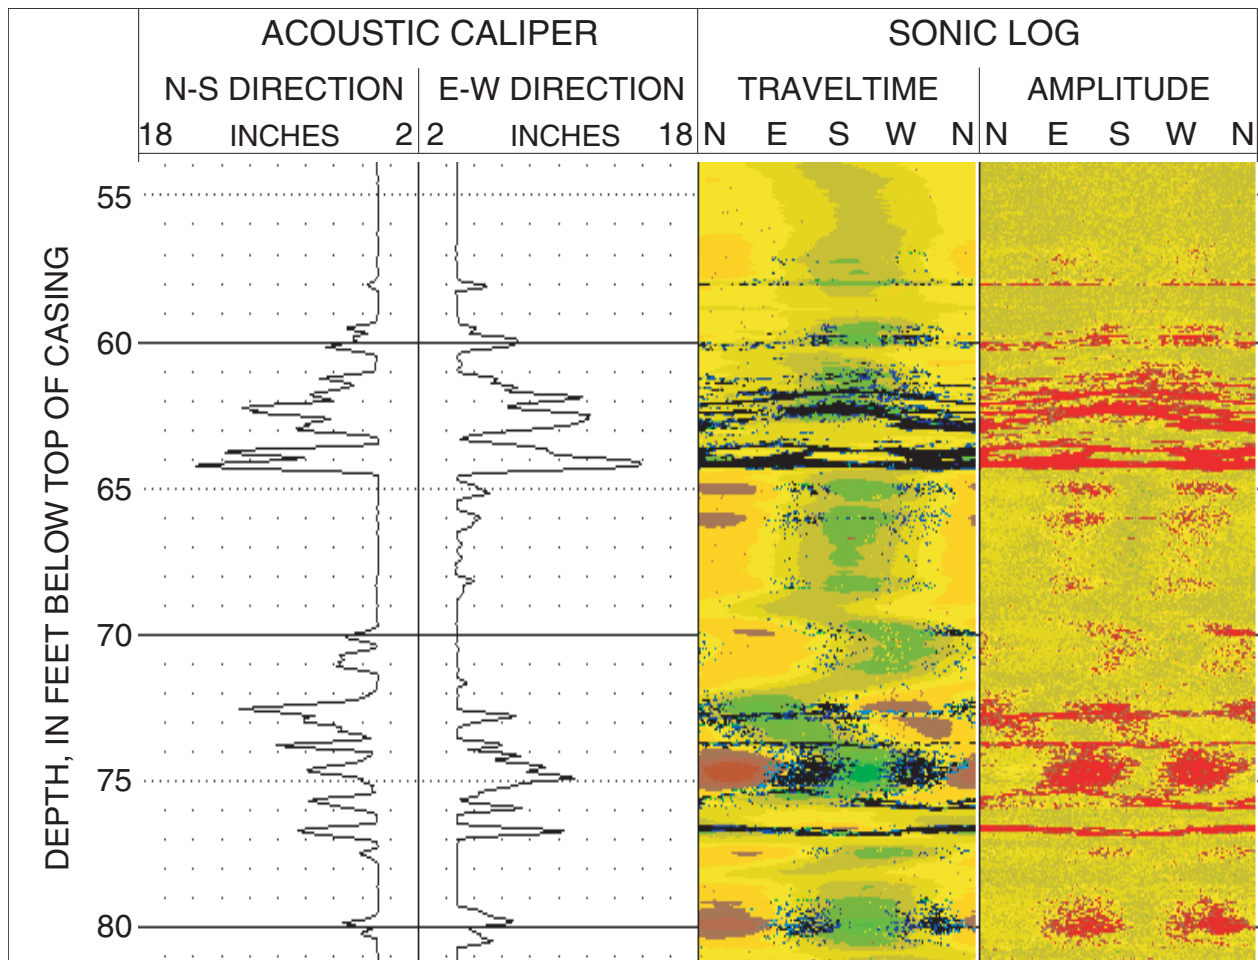 ACOUSTIC CALIPER SONIC LOG
N-S DIRECTION E-W DIRECTION TRAVELTIME AMPLITUDE
18 INCHES 2 2 INCHES 18 N E S W N N E S W N
DEPTH, IN FEET BELOW TOP OF CASING
55
60
65
70
75
80